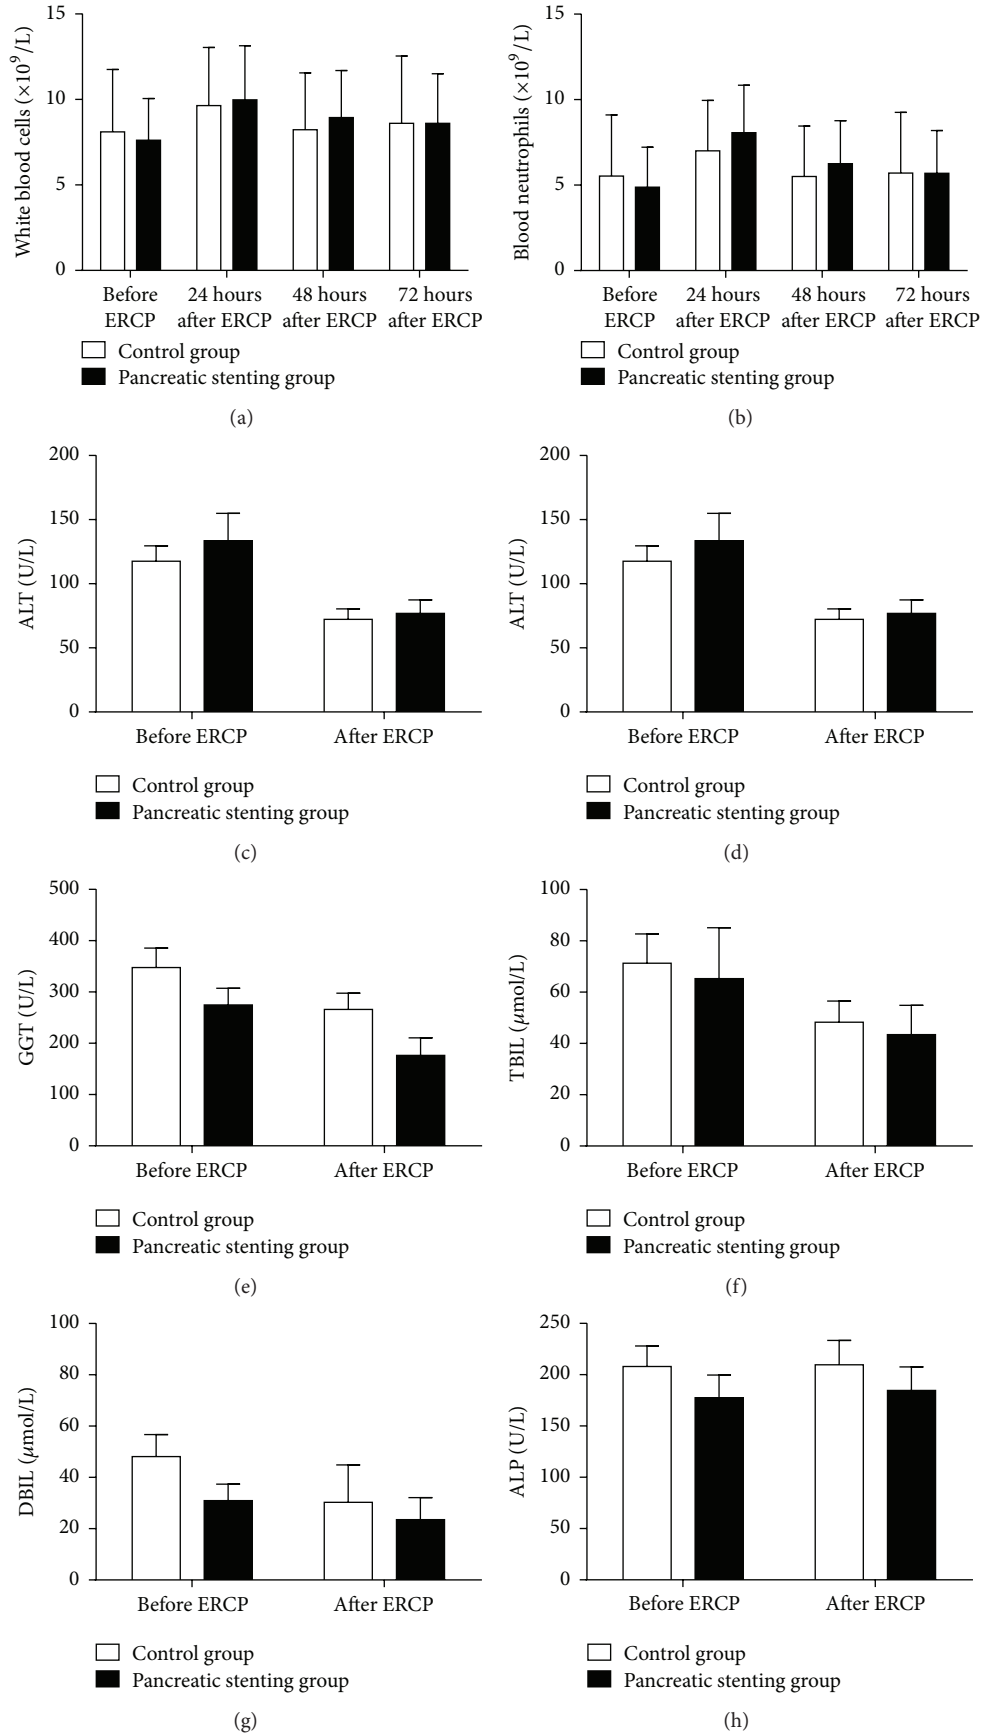 White blood cells (×10⁹/L)
15
10
5
0
Before ERCP
24 hours after ERCP
48 hours after ERCP
72 hours after ERCP
Control group
Pancreatic stenting group
(a)
Blood neutrophils (×10⁹/L)
15
10
5
0
Before ERCP
24 hours after ERCP
48 hours after ERCP
72 hours after ERCP
Control group
Pancreatic stenting group
(b)
ALT (U/L)
200
150
100
50
0
Before ERCP
After ERCP
Control group
Pancreatic stenting group
(c)
ALT (U/L)
200
150
100
50
0
Before ERCP
After ERCP
Control group
Pancreatic stenting group
(d)
GGT (U/L)
500
400
300
200
100
0
Before ERCP
After ERCP
Control group
Pancreatic stenting group
(e)
TBIL (μmol/L)
100
80
60
40
20
0
Before ERCP
After ERCP
Control group
Pancreatic stenting group
(f)
DBIL (μmol/L)
100
80
60
40
20
0
Before ERCP
After ERCP
Control group
Pancreatic stenting group
(g)
ALP (U/L)
250
200
150
100
50
0
Before ERCP
After ERCP
Control group
Pancreatic stenting group
(h)